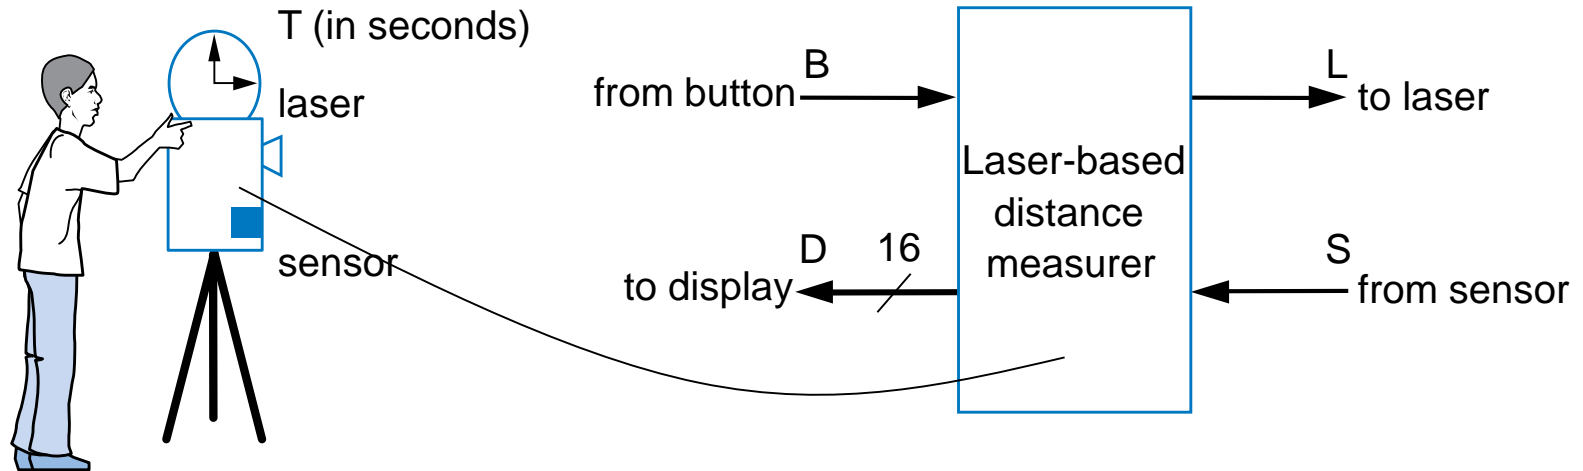 T (in seconds)
laser
sensor
from button
B
to display
D
16
Laser-based
distance
measurer
L
to laser
S
from sensor